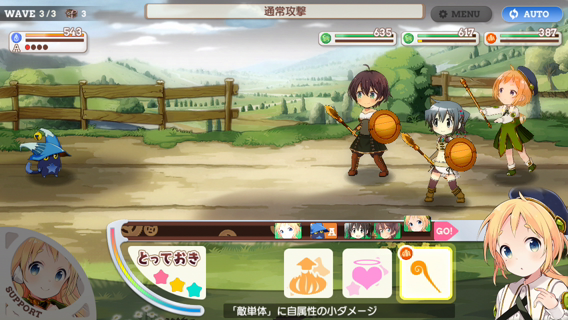 WAVE 3/3 3
通常攻撃
MENU
AUTO
543
A
635
617
387
A
GO!
とっておき
SUPPORT
「敵単体」に自属性の小ダメージ